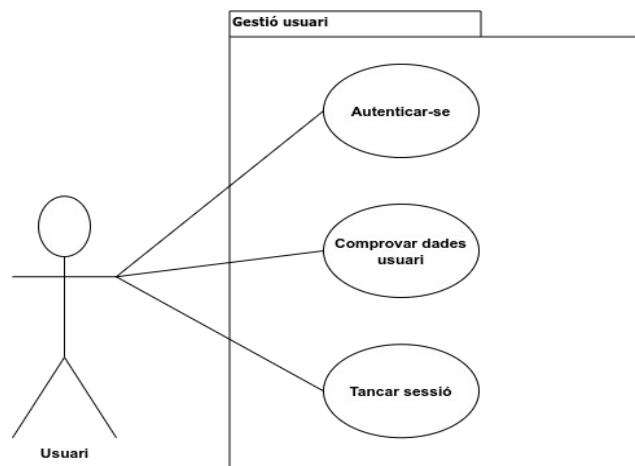 Gestió usuari
Autenticar-se
Comprovar dades
usuari
Tancar sessió
Usuari